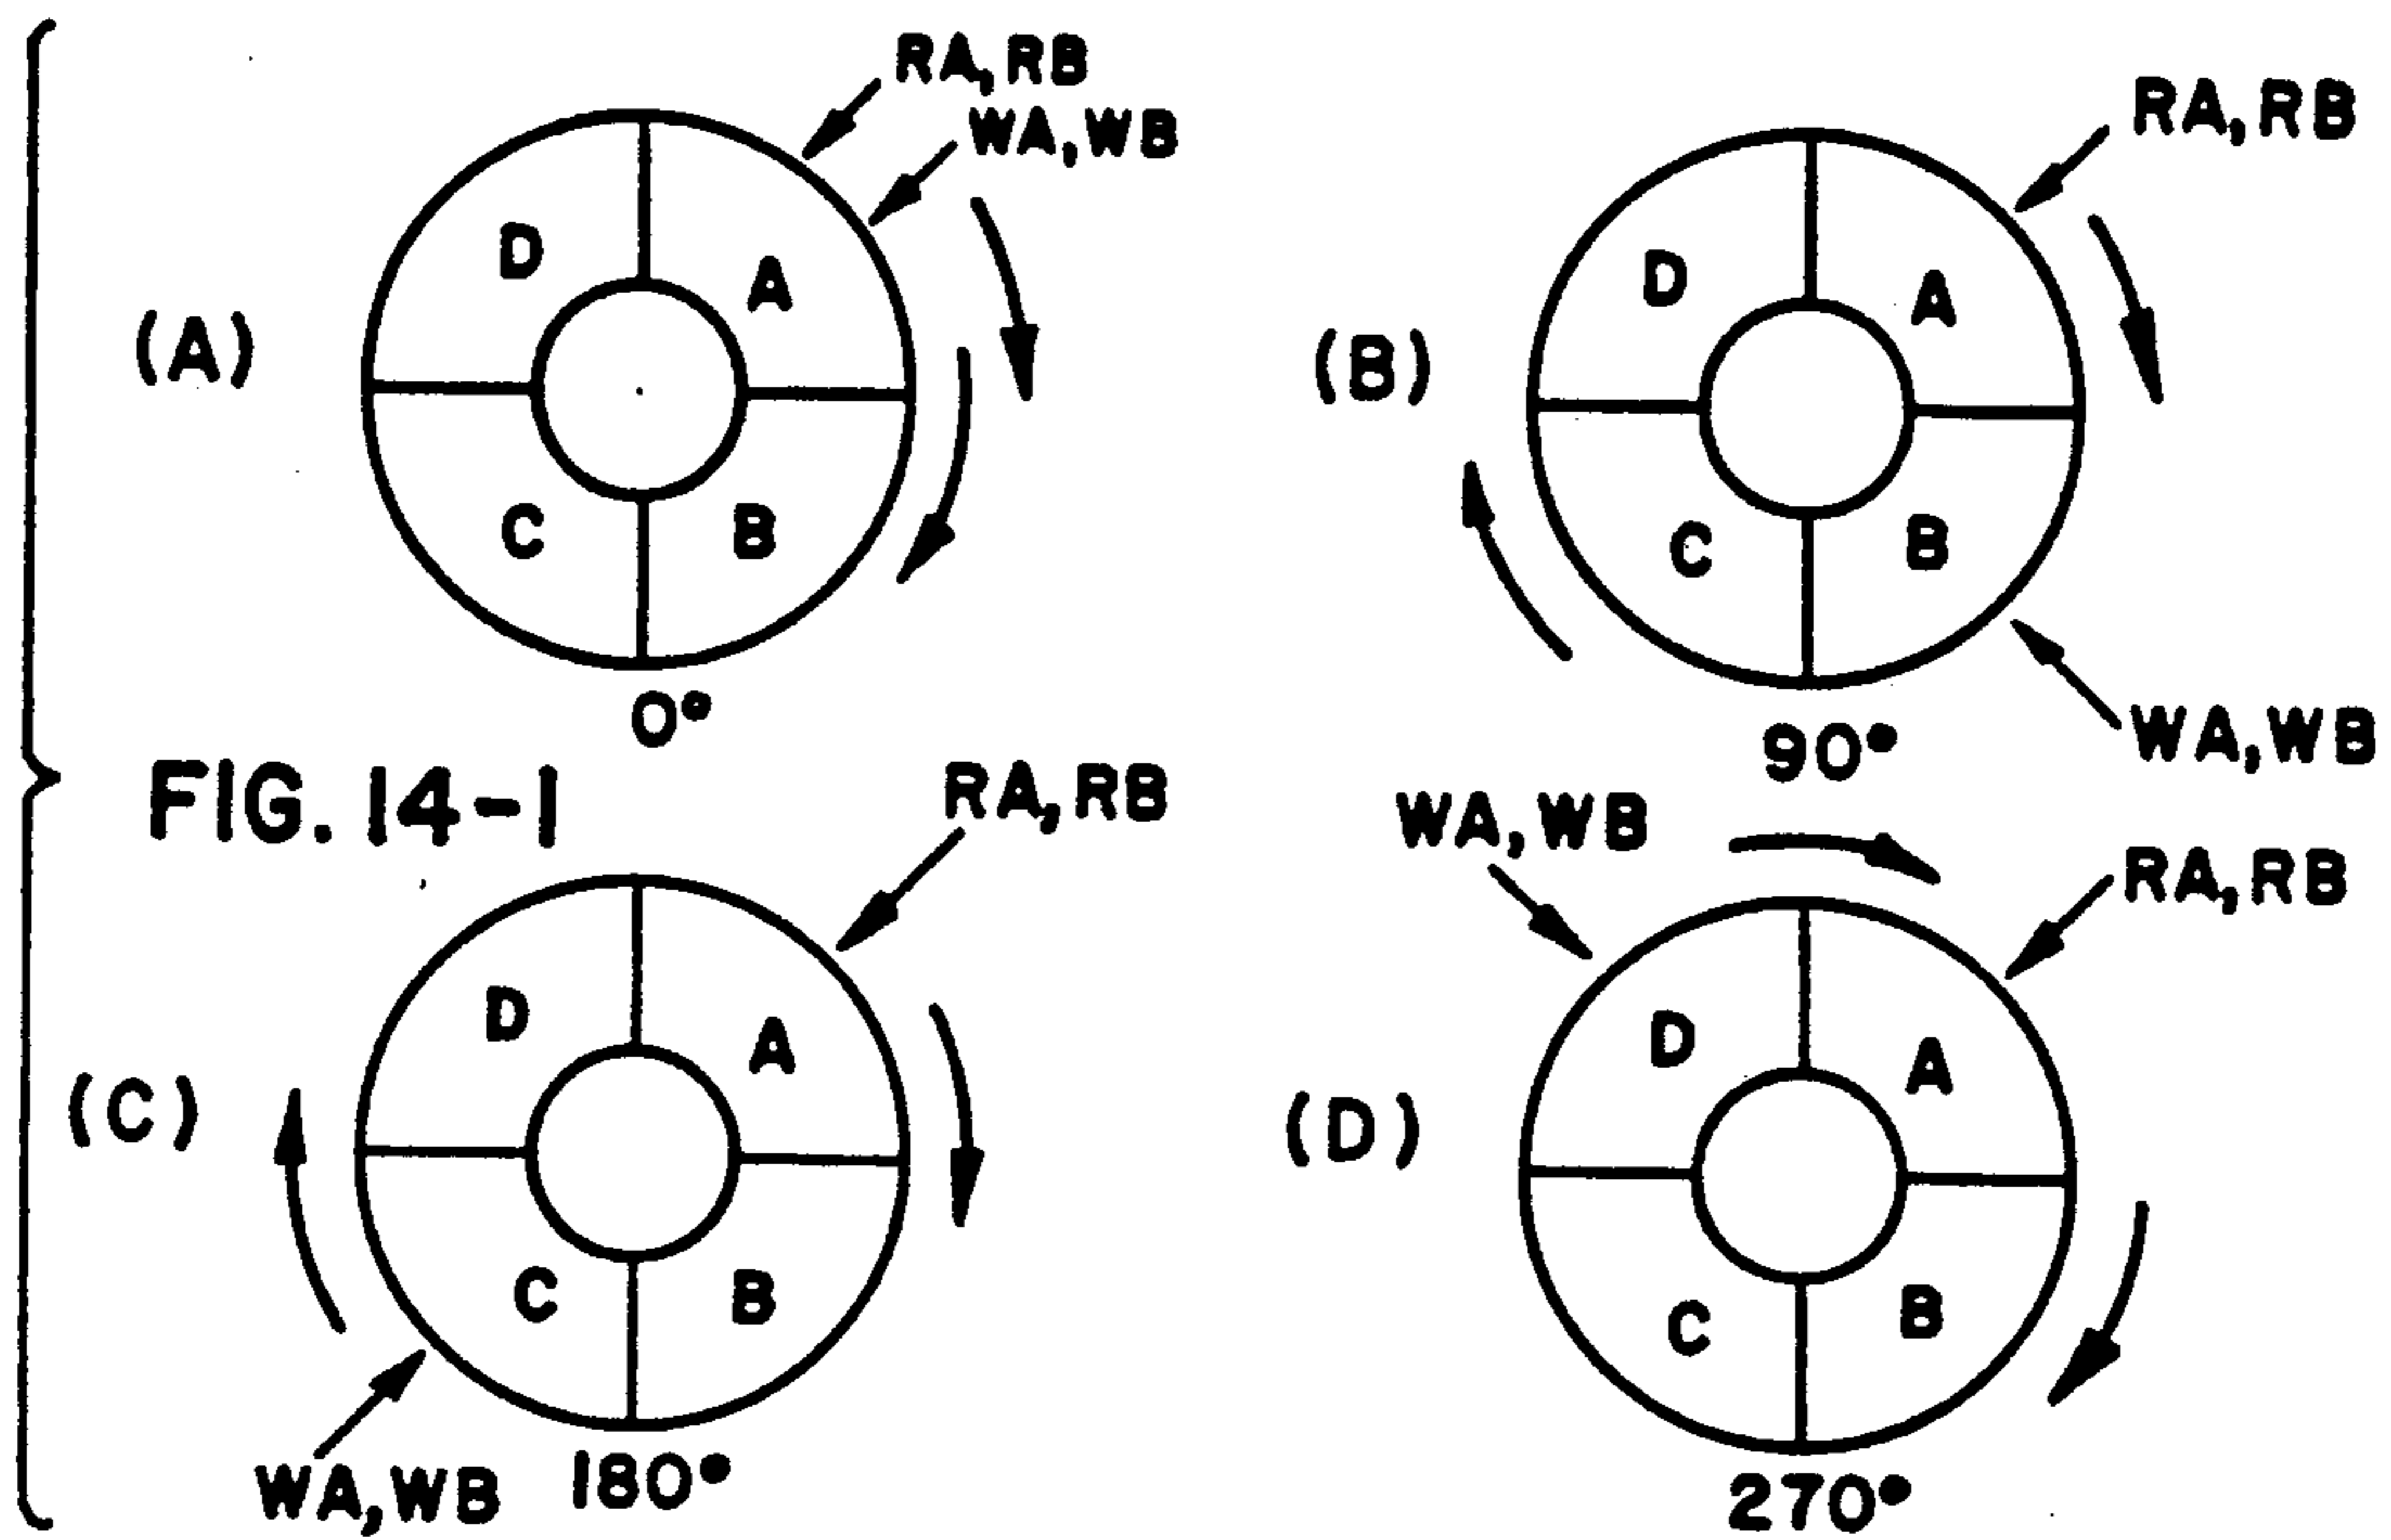 RA,RB
WA,WB
D
A
(A)
C
B
0°
RA,RB
D
A
(B)
C
B
90°
WA,WB
FIG. 14-1
RA,RB
D
A
(C)
C
B
WA,WB
180°
WA,WB
RA,RB
D
A
(D)
C
B
270°